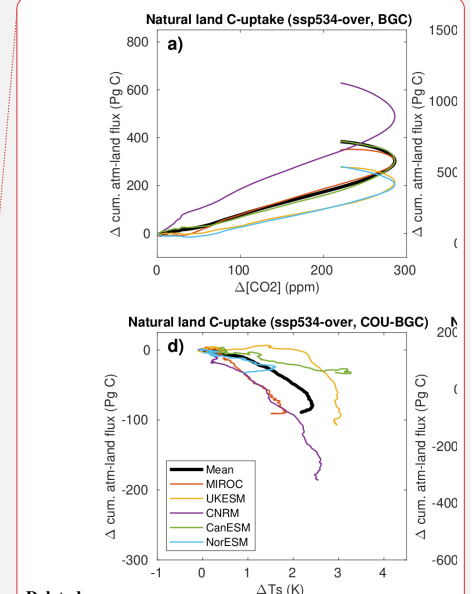 Natural land C-uptake (ssp534-over, BGC)
a)
800
600
400
200
0
Δ cum. atm-land flux (Pg C)
0
100
200
300
Δ[CO2] (ppm)
1500
1000
500
0
Δ cum. atm-land flux (Pg C)
Natural land C-uptake (ssp534-over, COU-BGC)
N
d)
0
-100
-200
-300
Δ cum. atm-land flux (Pg C)
Mean
MIROC
UKESM
CNRM
CanESM
NorESM
-1
0
1
2
3
4
ΔTs (K)
200
0
-200
-400
-600
Δ cum. atm-land flux (Pg C)